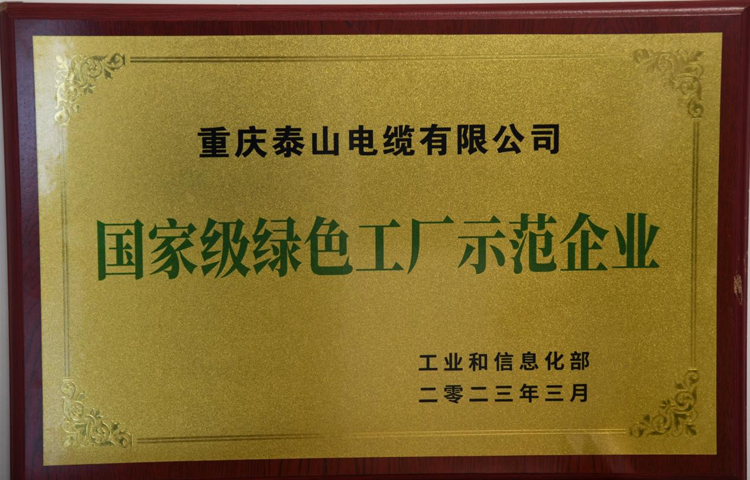 重庆泰山电缆有限公司
国家级绿色工厂示范企业
工业和信息化部
二零二三年三月